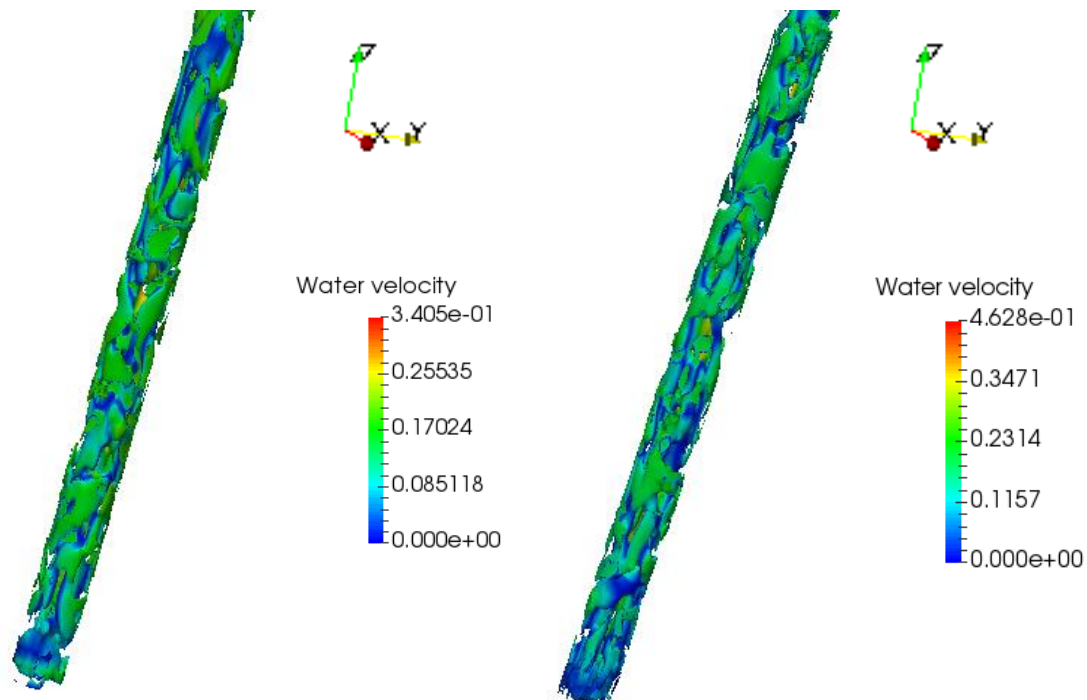 Z
X Y
Water velocity
3.405e-01
0.25535
0.17024
0.085118
0.000e+00
Z
X Y
Water velocity
4.628e-01
0.3471
0.2314
0.1157
0.000e+00